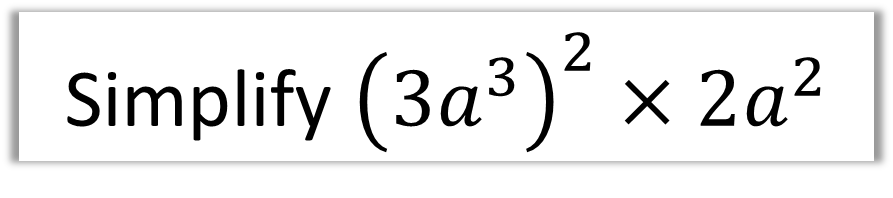 Simplify (3𝑎³)² × 2𝑎²